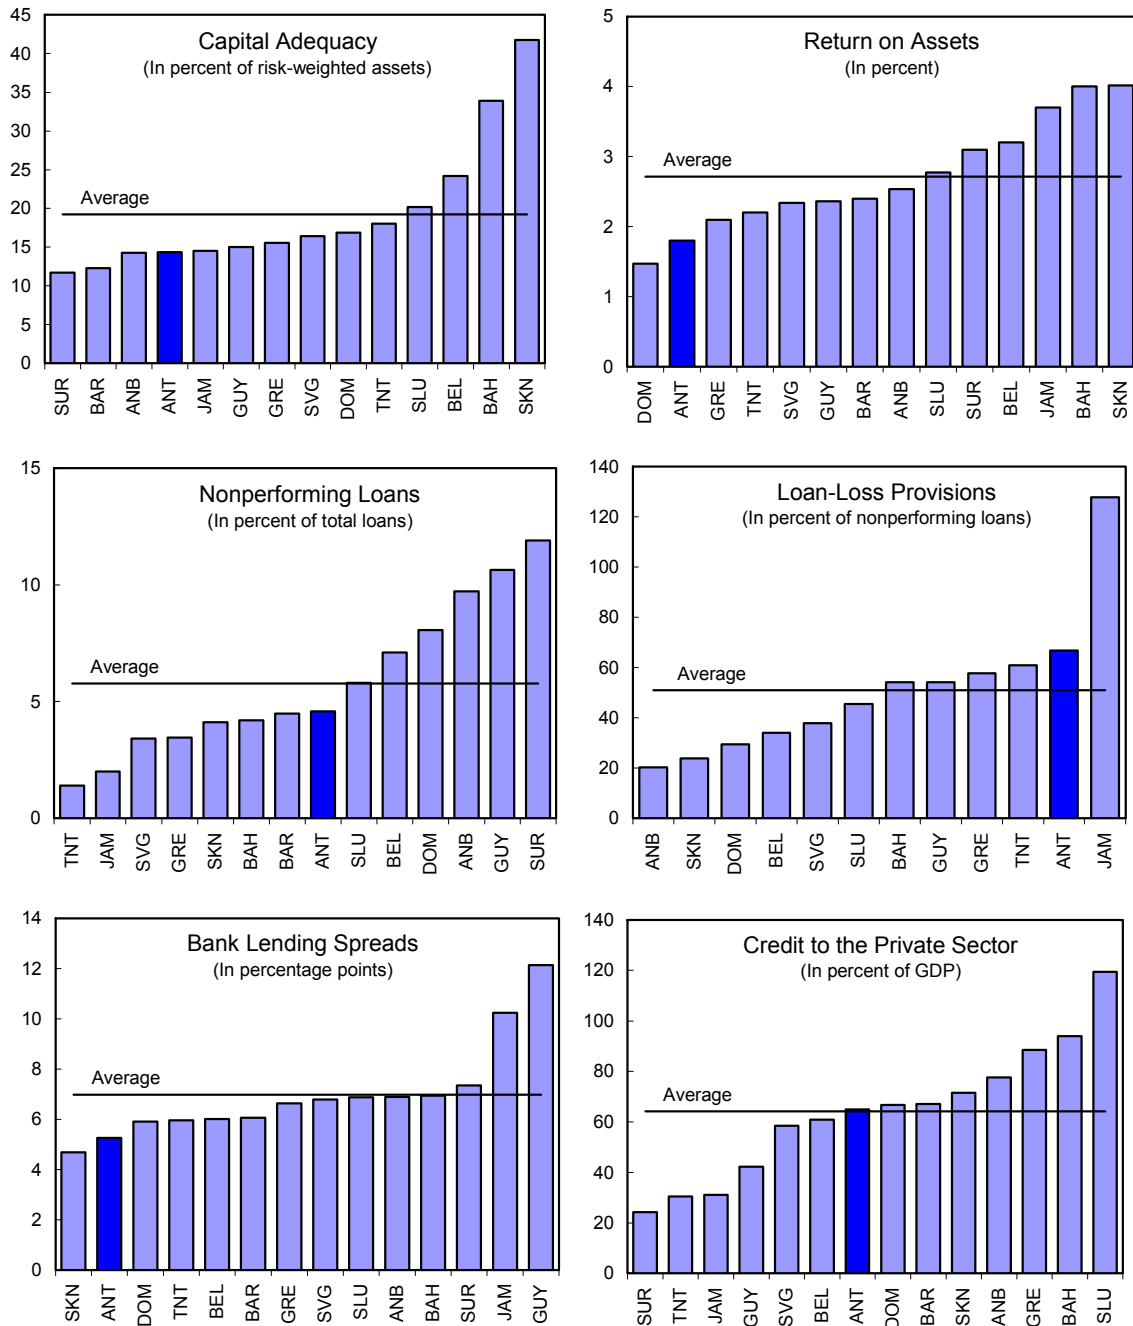 Capital Adequacy
(In percent of risk-weighted assets)
45
40
35
30
25
20
15
10
5
0
Average
SUR BAR ANB ANT JAM GUY GRE SVG DOM TNT SLU BEL BAH SKN
Return on Assets
(In percent)
5
4
3
2
1
0
Average
DOM ANT GRE TNT SVG GUY BAR ANB SLU SUR BEL JAM BAH SKN
Nonperforming Loans
(In percent of total loans)
15
10
5
0
Average
TNT JAM SVG GRE SKN BAH BAR ANT SLU BEL DOM ANB GUY SUR
Loan-Loss Provisions
(In percent of nonperforming loans)
140
120
100
80
60
40
20
0
Average
ANB SKN DOM BEL SVG SLU BAH GUY GRE TNT ANT JAM
Bank Lending Spreads
(In percentage points)
14
12
10
8
6
4
2
0
Average
SKN ANT DOM TNT BEL BAR GRE SVG SLU ANB BAH SUR JAM GUY
Credit to the Private Sector
(In percent of GDP)
140
120
100
80
60
40
20
0
Average
SUR TNT JAM GUY SVG BEL ANT DOM BAR SKN ANB GRE BAH SLU